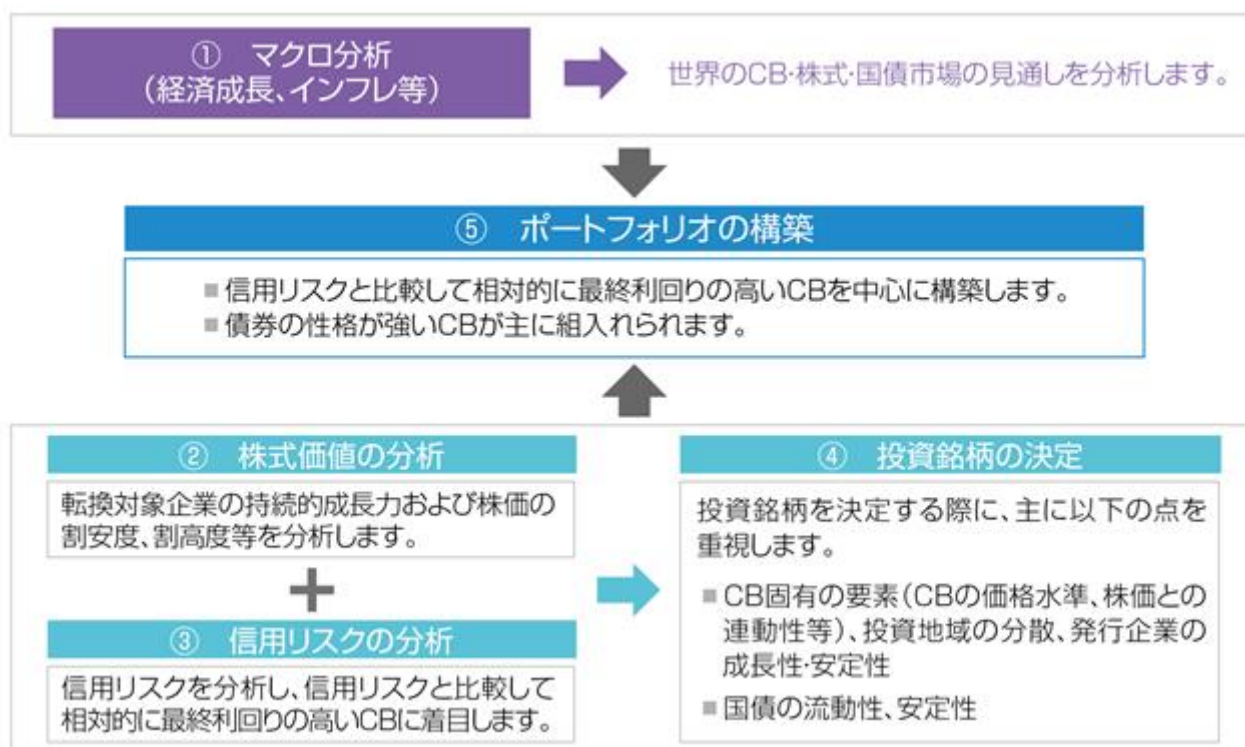 ① マクロ分析
（経済成長、インフレ等）
世界のCB・株式・国債市場の見通しを分析します。
⑤ ポートフォリオの構築
■信用リスクと比較して相対的に最終利回りの高いCBを中心に構築します。
■債券の性格が強いCBが主に組入れられます。
② 株式価値の分析
転換対象企業の持続的成長力および株価の
割安度、割高度等を分析します。
＋
③ 信用リスクの分析
信用リスクを分析し、信用リスクと比較して
相対的に最終利回りの高いCBに着目します。
④ 投資銘柄の決定
投資銘柄を決定する際に、主に以下の点を
重視します。
■CB固有の要素（CBの価格水準、株価との
連動性等）、投資地域の分散、発行企業の
成長性・安定性
■国債の流動性、安定性